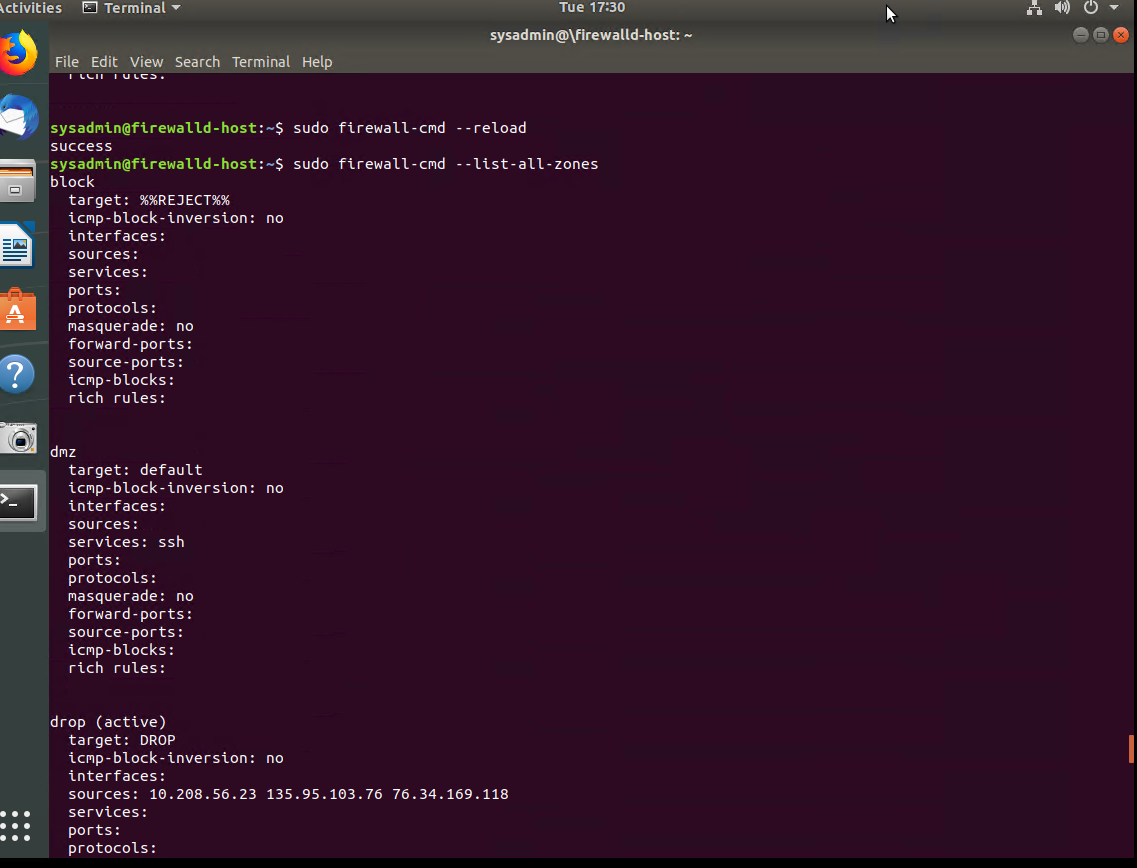 Activities Terminal Tue 17:30
sysadmin@\firewalld-host: ~
File Edit View Search Terminal Help
rich rules:
sysadmin@firewalld-host:~$ sudo firewall-cmd --reload
success
sysadmin@firewalld-host:~$ sudo firewall-cmd --list-all-zones
block
  target: %%REJECT%%
  icmp-block-inversion: no
  interfaces:
  sources:
  services:
  ports:
  protocols:
  masquerade: no
  forward-ports:
  source-ports:
  icmp-blocks:
  rich rules:
dmz
  target: default
  icmp-block-inversion: no
  interfaces:
  sources:
  services: ssh
  ports:
  protocols:
  masquerade: no
  forward-ports:
  source-ports:
  icmp-blocks:
  rich rules:
drop (active)
  target: DROP
  icmp-block-inversion: no
  interfaces:
  sources: 10.208.56.23 135.95.103.76 76.34.169.118
  services:
  ports:
  protocols: